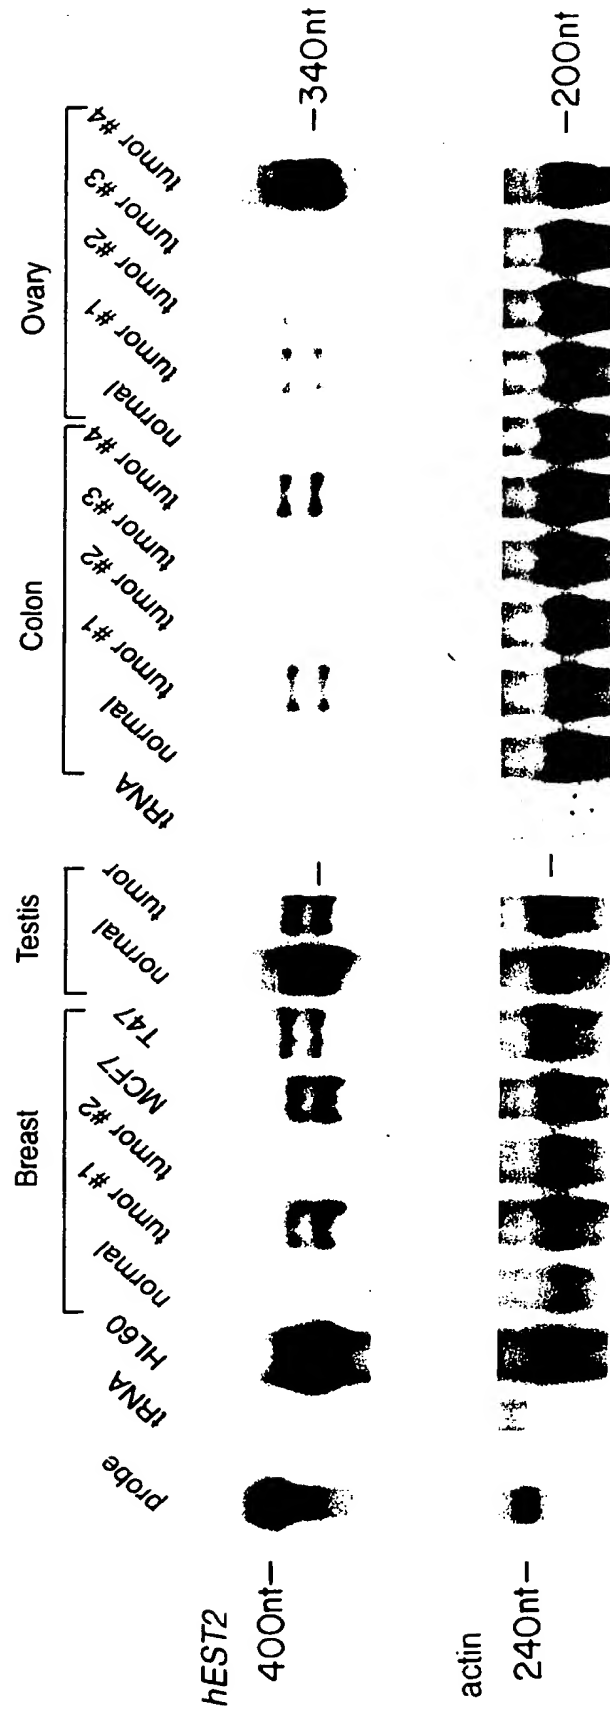 Breast Testis Colon Ovary
probe tRNA HL60 normal tumor #1 tumor #2 MCF7 T47 normal tumor tRNA normal tumor #1 tumor #2 tumor #3 tumor #4 normal tumor #1 tumor #2 tumor #3 tumor #4
hEST2
400nt– –340nt
actin
240nt– –200nt